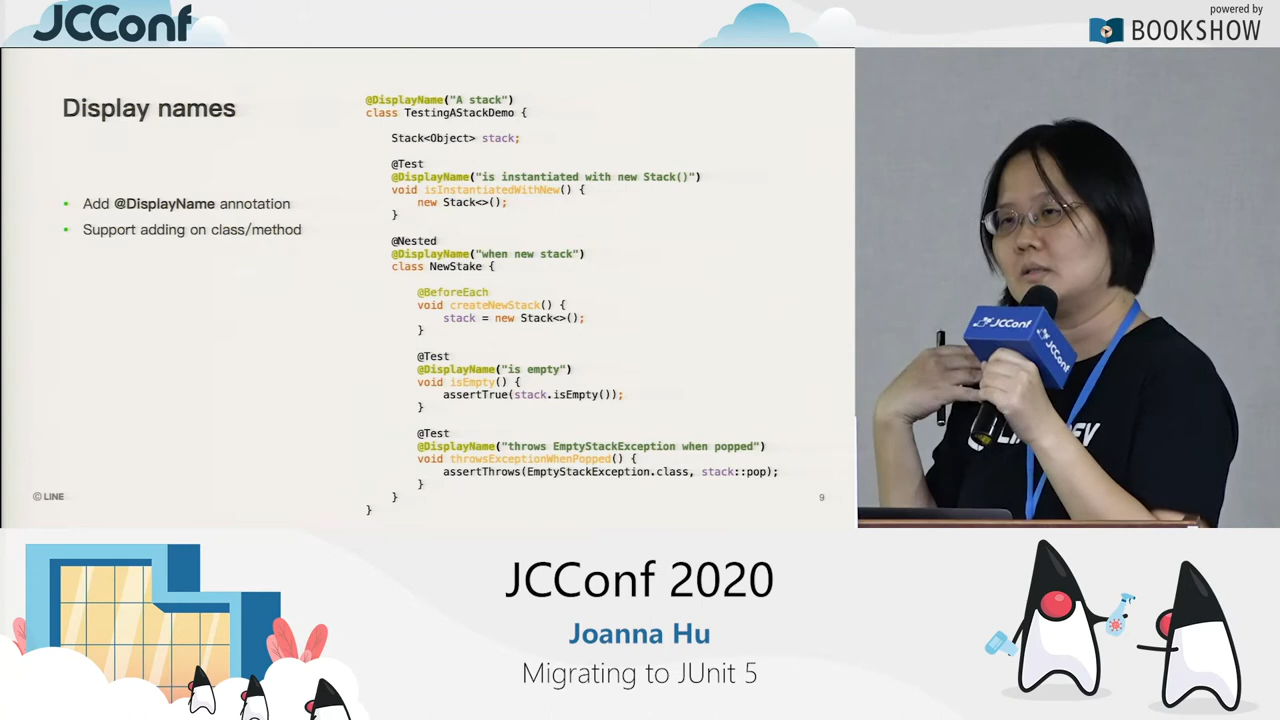 JCConf
powered by
BOOKSHOW
Display names
Add @DisplayName annotation
Support adding on class/method
@DisplayName("A stack")
class TestingAStackDemo {
Stack<Object> stack;
@Test
@DisplayName("is instantiated with new Stack()")
void isInstantiatedWithNew() {
new Stack<>();
}
@Nested
@DisplayName("when new stack")
class NewStake {
@BeforeEach
void createNewStack() {
stack = new Stack<>();
}
@Test
@DisplayName("is empty")
void isEmpty() {
assertTrue(stack.isEmpty());
}
@Test
@DisplayName("throws EmptyStackException when popped")
void throwsExceptionWhenPopped() {
assertThrows(EmptyStackException.class, stack::pop);
}
}
}
© LINE
9
JCConf
JCConf
JCConf 2020
Joanna Hu
Migrating to JUnit 5